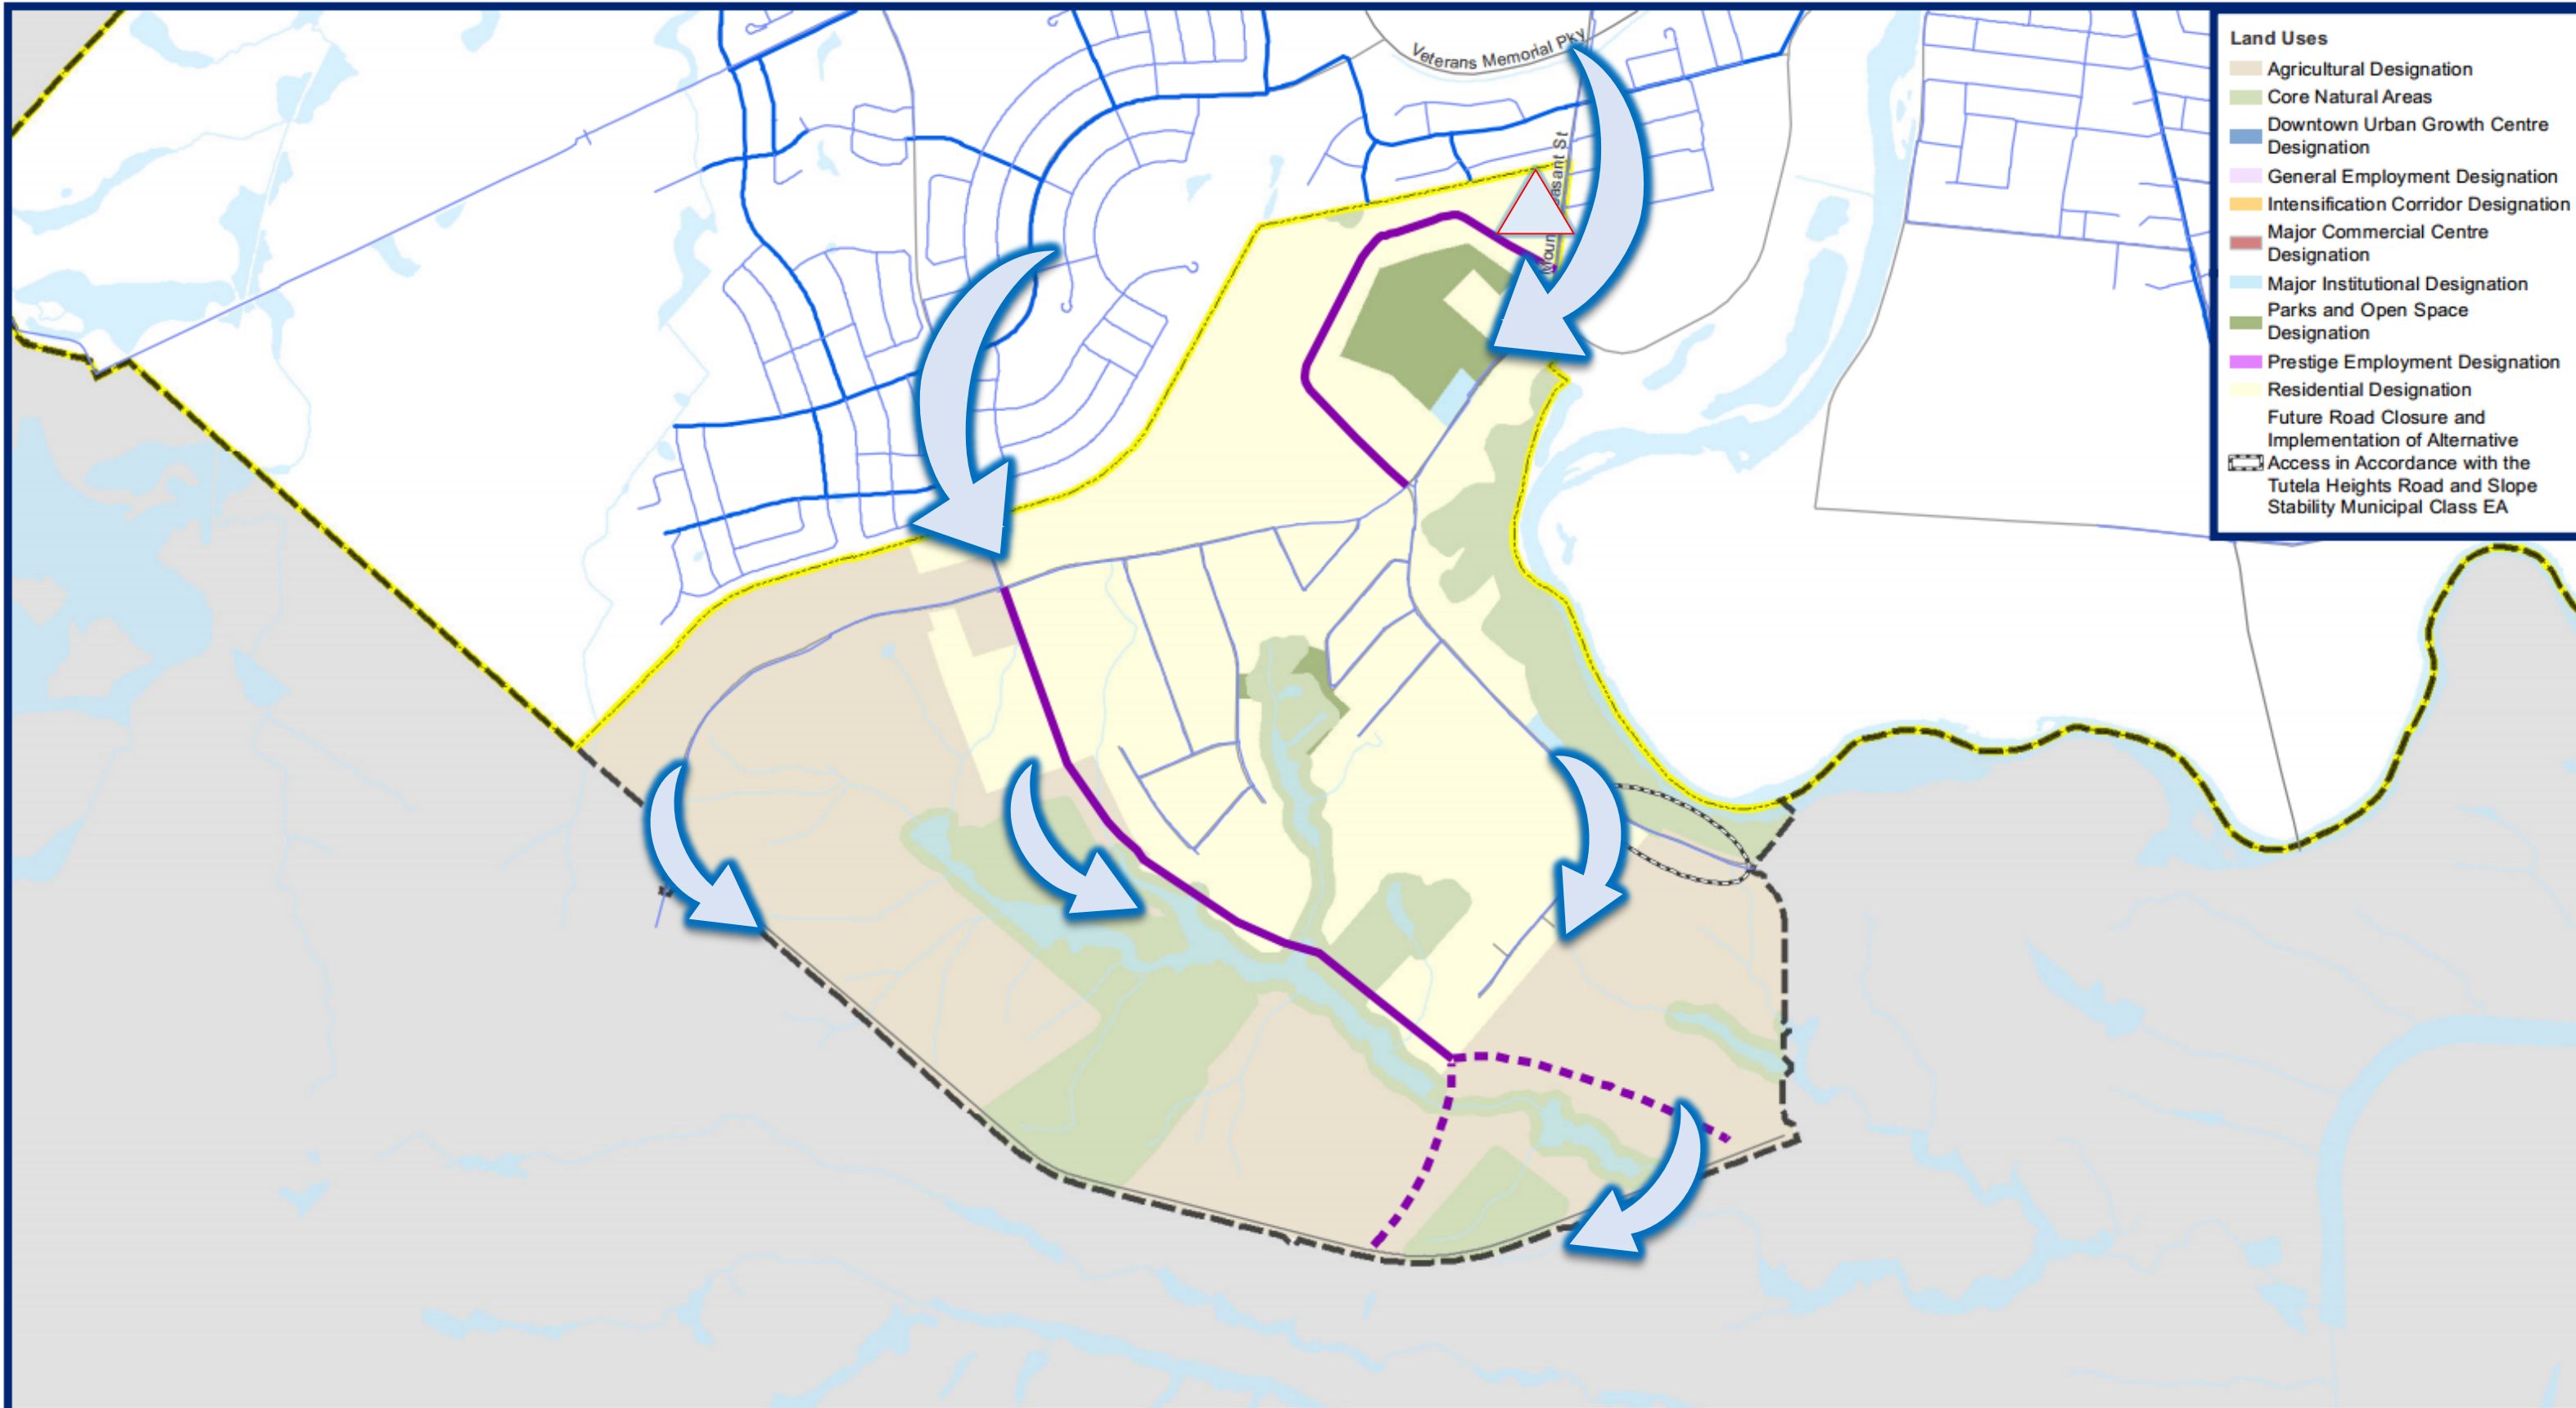 Veterans Memorial Pky
Land Uses
Agricultural Designation
Core Natural Areas
Downtown Urban Growth Centre
Designation
General Employment Designation
Intensification Corridor Designation
Major Commercial Centre
Designation
Major Institutional Designation
Parks and Open Space
Designation
Prestige Employment Designation
Residential Designation
Future Road Closure and
Implementation of Alternative
Access in Accordance with the
Tutela Heights Road and Slope
Stability Municipal Class EA
St